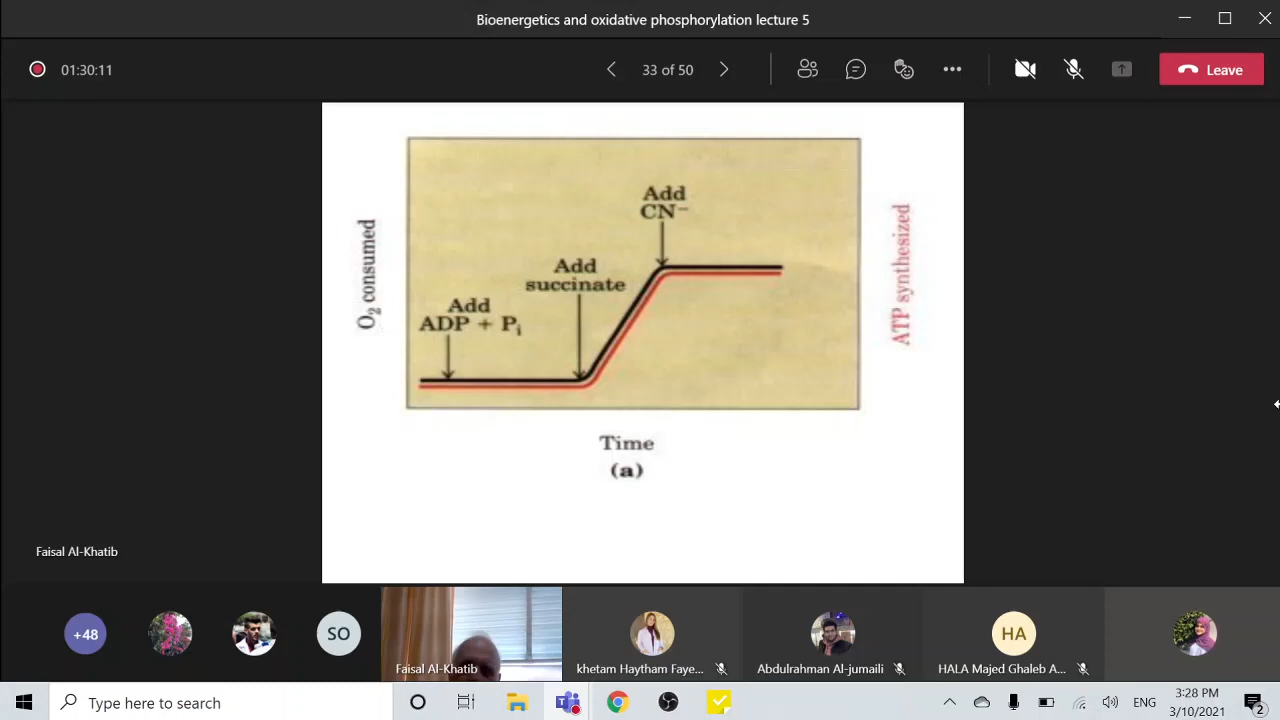 Bioenergetics and oxidative phosphorylation lecture 5
01:30:11
33 of 50
Leave
Add
CN⁻
Add
succinate
Add
ADP + Pi
O2 consumed
ATP synthesized
Time
(a)
Faisal Al-Khatib
+48
SO
Faisal Al-Khatib
khetam Haytham Faye...
Abdulrahman Al-jumaili
HA
HALA Majed Ghaleb A...
Type here to search
ENG
3:28 PM
3/10/2021
2